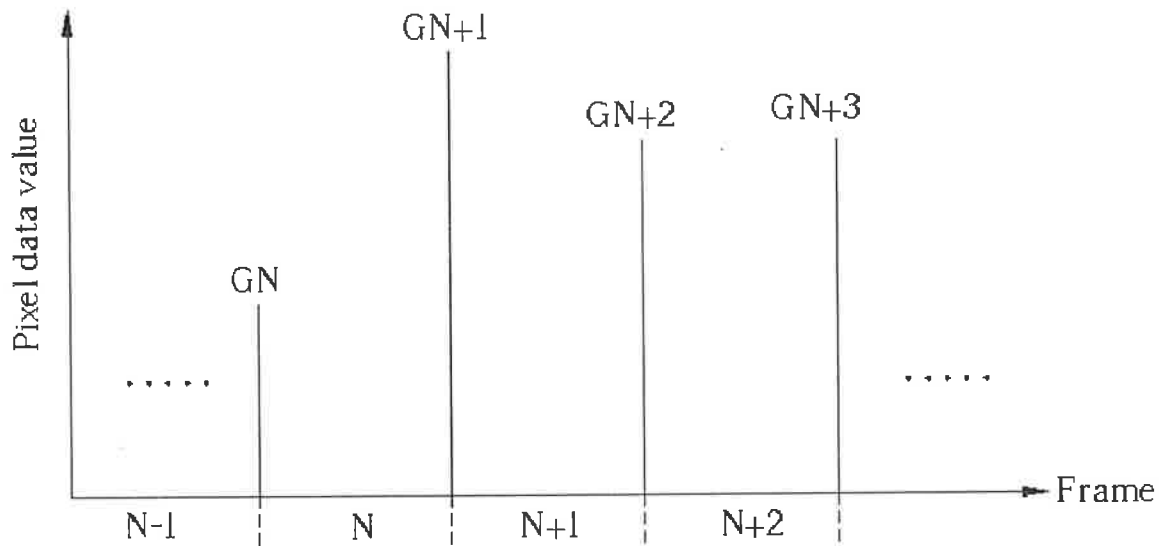 GN+1
GN+2
GN+3
GN
Pixel data value
.....
.....
Frame
N-1
N
N+1
N+2